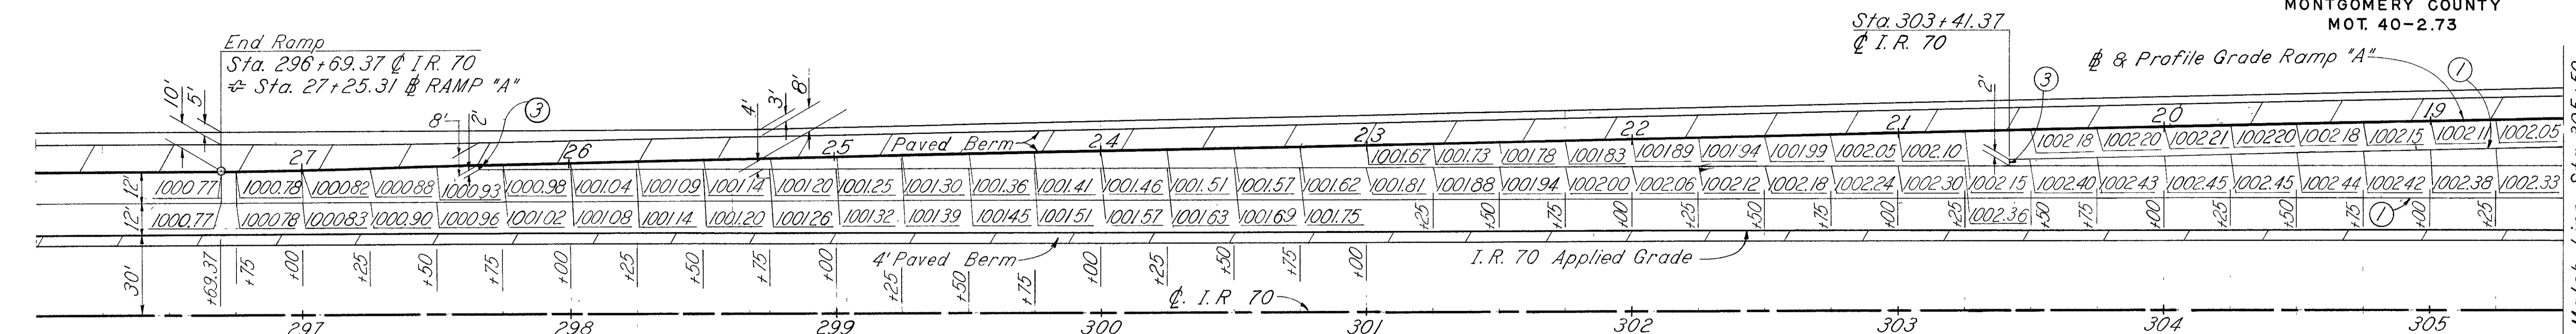 MONTGOMERY COUNTY
MOT. 40-2.73
End Ramp
Sta. 296+69.37 ℄ I.R. 70
Sta. 27+25.31 RAMP "A"
Sta. 303+41.37
℄ I.R. 70
& Profile Grade Ramp "A"
10' 5' 8' 2' 3 4' 3' 8' 2' 3 1
27 26 25 Paved Berm 24 23 22 21 20 19
1001.67 1001.73 1001.78 1001.83 1001.89 1001.94 1001.99 1002.05 1002.10 1002.18 1002.20 1002.21 1002.20 1002.18 1002.15 1002.11 1002.05
12' 1000.77 1000.78 1000.82 1000.88 1000.93 1000.98 1001.04 1001.09 1001.14 1001.20 1001.25 1001.30 1001.36 1001.41 1001.46 1001.51 1001.57 1001.62 1001.81 1001.88 1001.94 1002.00 1002.06 1002.12 1002.18 1002.24 1002.30 1002.15 1002.40 1002.43 1002.45 1002.45 1002.44 1002.42 1002.38 1002.33
12' 1000.77 1000.78 1000.83 1000.90 1000.96 1001.02 1001.08 1001.14 1001.20 1001.26 1001.32 1001.39 1001.45 1001.51 1001.57 1001.63 1001.69 1001.75 +25 +50 +75 +00 +25 +50 +75 +00 +25 1002.36 +50 +75 +00 +25 +50 +75 1 +00 +25
30' +69.37 +75 +00 +25 +50 +75 +00 +25 +50 +75 +00 +25 +50 +75 +00 +25 +50 +75 +00
4' Paved Berm
I.R. 70 Applied Grade
℄ I.R. 70
297 298 299 300 301 302 303 304 305
Match Line Sta. 305+50